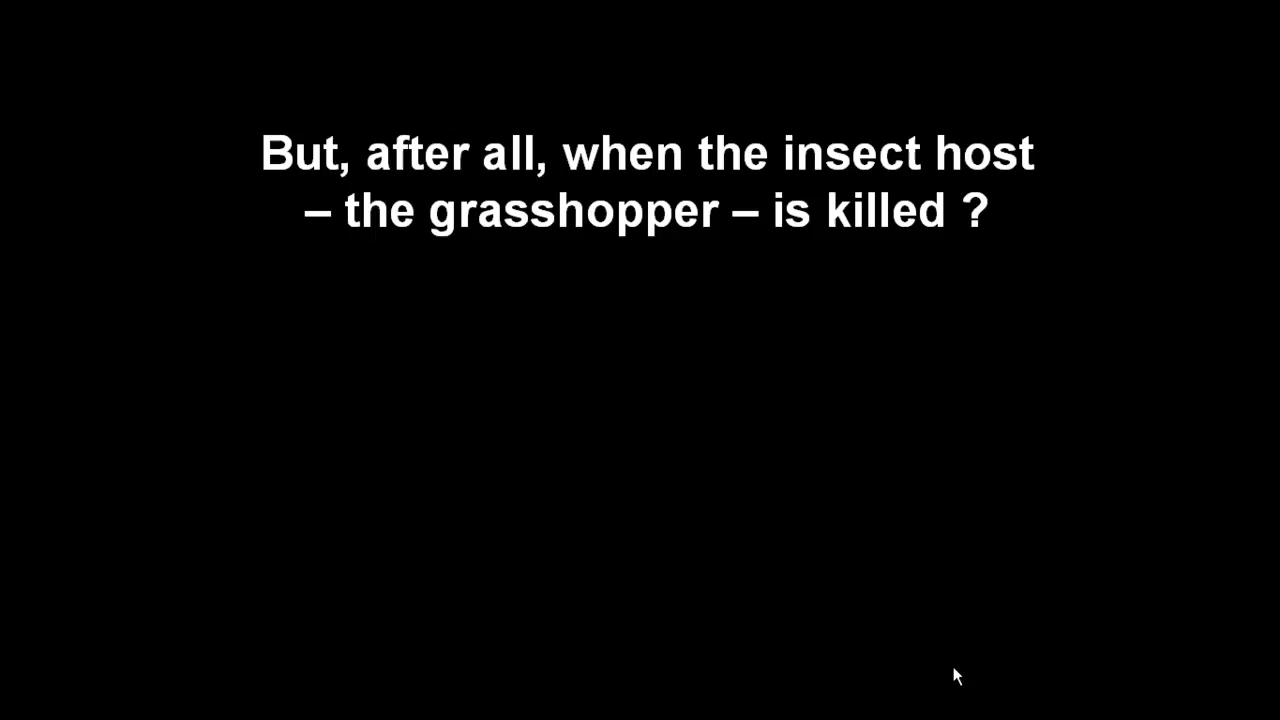 But, after all, when the insect host
– the grasshopper – is killed ?